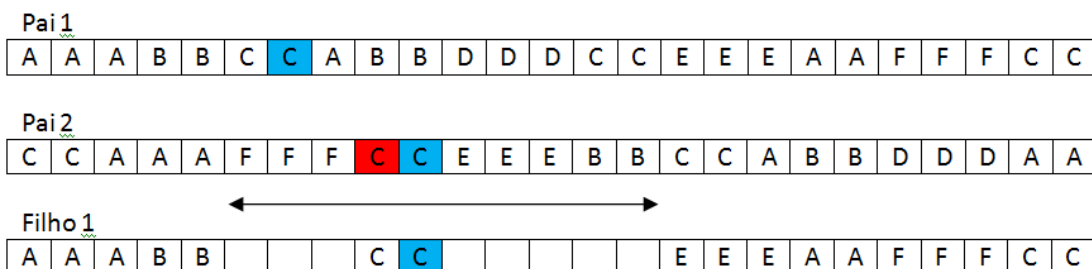 Pai 1
A A A B B C C A B B D D D C C E E E A A F F F C C
Pai 2
C C A A A F F F C C E E E B B C C A B B D D D A A
Filho 1
A A A B B C C E E E A A F F F C C